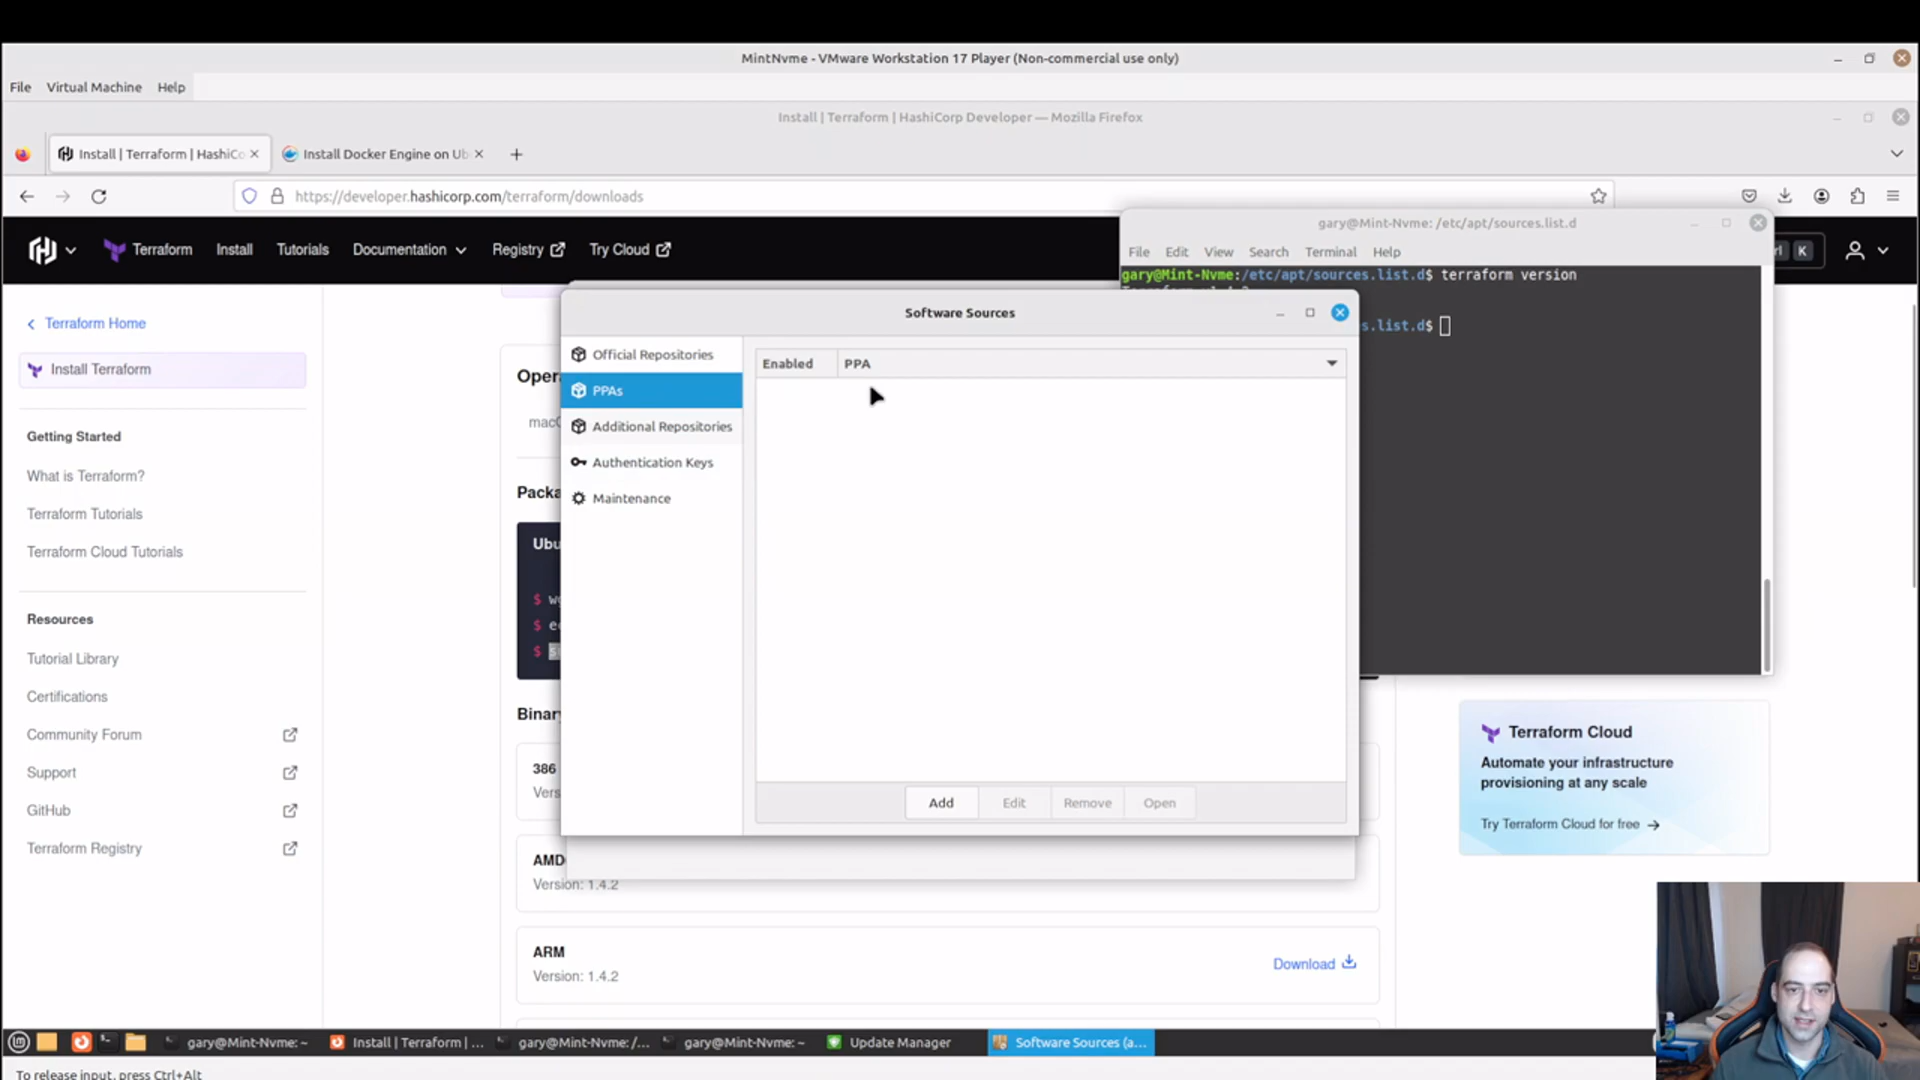 MintNvme - VMware Workstation 17 Player (Non-commercial use only)
File Virtual Machine Help
Install | Terraform | HashiCorp Developer — Mozilla Firefox
Install | Terraform | HashiCo
Install Docker Engine on Ub
https://developer.hashicorp.com/terraform/downloads
Terraform Install Tutorials Documentation Registry Try Cloud
K
gary@Mint-Nvme: /etc/apt/sources.list.d
File Edit View Search Terminal Help
gary@Mint-Nvme:/etc/apt/sources.list.d$ terraform version
s.list.d$
Terraform Home
Install Terraform
Getting Started
What is Terraform?
Terraform Tutorials
Terraform Cloud Tutorials
Resources
Tutorial Library
Certifications
Community Forum
Support
GitHub
Terraform Registry
Software Sources
Official Repositories
PPAs
Additional Repositories
Authentication Keys
Maintenance
Enabled PPA
Add Edit Remove Open
Oper
macO
Packa
Ubu
$ w
$ e
$ s
Binary
386
Vers
AMD
Version: 1.4.2
ARM
Version: 1.4.2
Download
Terraform Cloud
Automate your infrastructure
provisioning at any scale
Try Terraform Cloud for free →
gary@Mint-Nvme: ~
Install | Terraform | ...
gary@Mint-Nvme: /...
gary@Mint-Nvme: ~
Update Manager
Software Sources (a...
To release input, press Ctrl+Alt